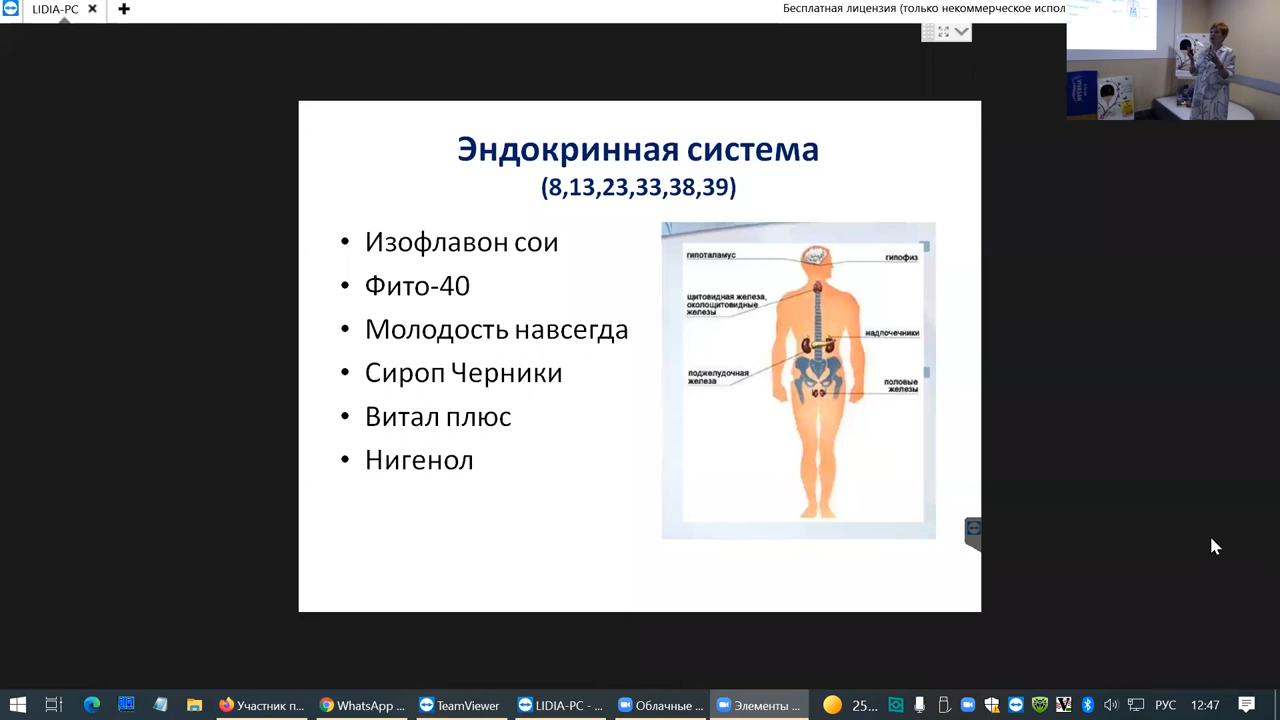 LIDIA-PC
Бесплатная лицензия (только некоммерческое испол
Эндокринная система
(8,13,23,33,38,39)
• Изофлавон сои
• Фито-40
• Молодость навсегда
• Сироп Черники
• Витал плюс
• Нигенол
гипоталамус
гипофиз
щитовидная железа,
околощитовидные
железы
надпочечники
поджелудочная
железа
половые
железы
Участник п...
WhatsApp ...
TeamViewer
LIDIA-PC - ...
Облачные ...
Элементы ...
25...
РУС
12:47